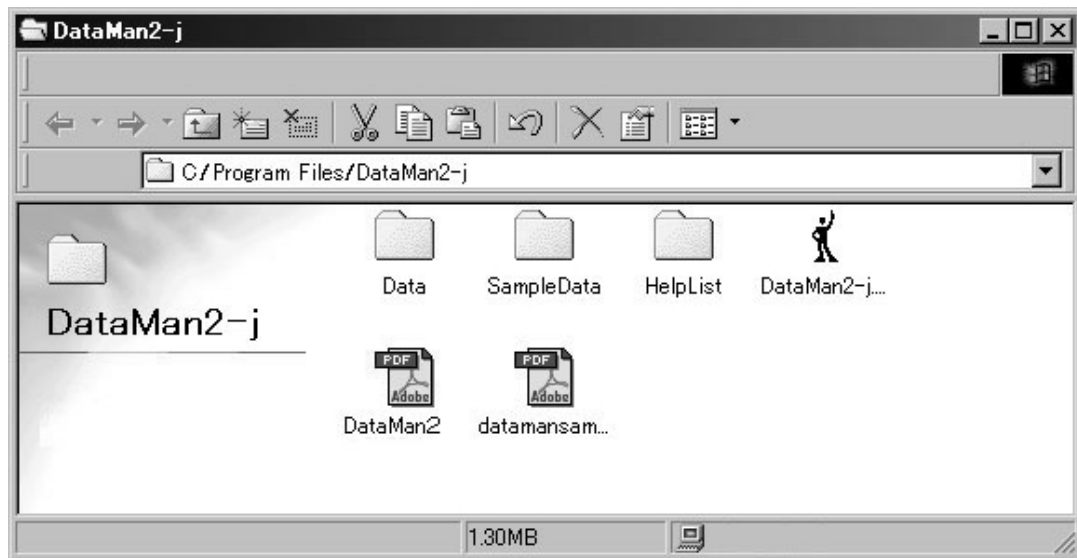 DataMan2-j
C/Program Files/DataMan2-j
DataMan2-j
Data
SampleData
HelpList
DataMan2-j....
PDF
Adobe
DataMan2
PDF
Adobe
datamansam...
1.30MB